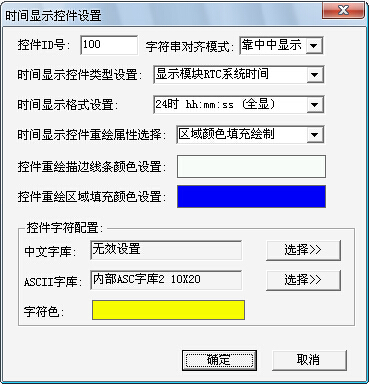 时间显示控件设置
控件ID号: 100 字符串对齐模式: 靠中中显示
时间显示控件类型设置: 显示模块RTC系统时间
时间显示格式设置: 24时 hh:mm:ss (全显)
时间显示控件重绘属性选择: 区域颜色填充绘制
控件重绘描边线条颜色设置:
控件重绘区域填充颜色设置:
控件字符配置:
中文字库: 无效设置 选择>>
ASCII字库: 内部ASC字库2 10X20 选择>>
字符色:
确定 取消